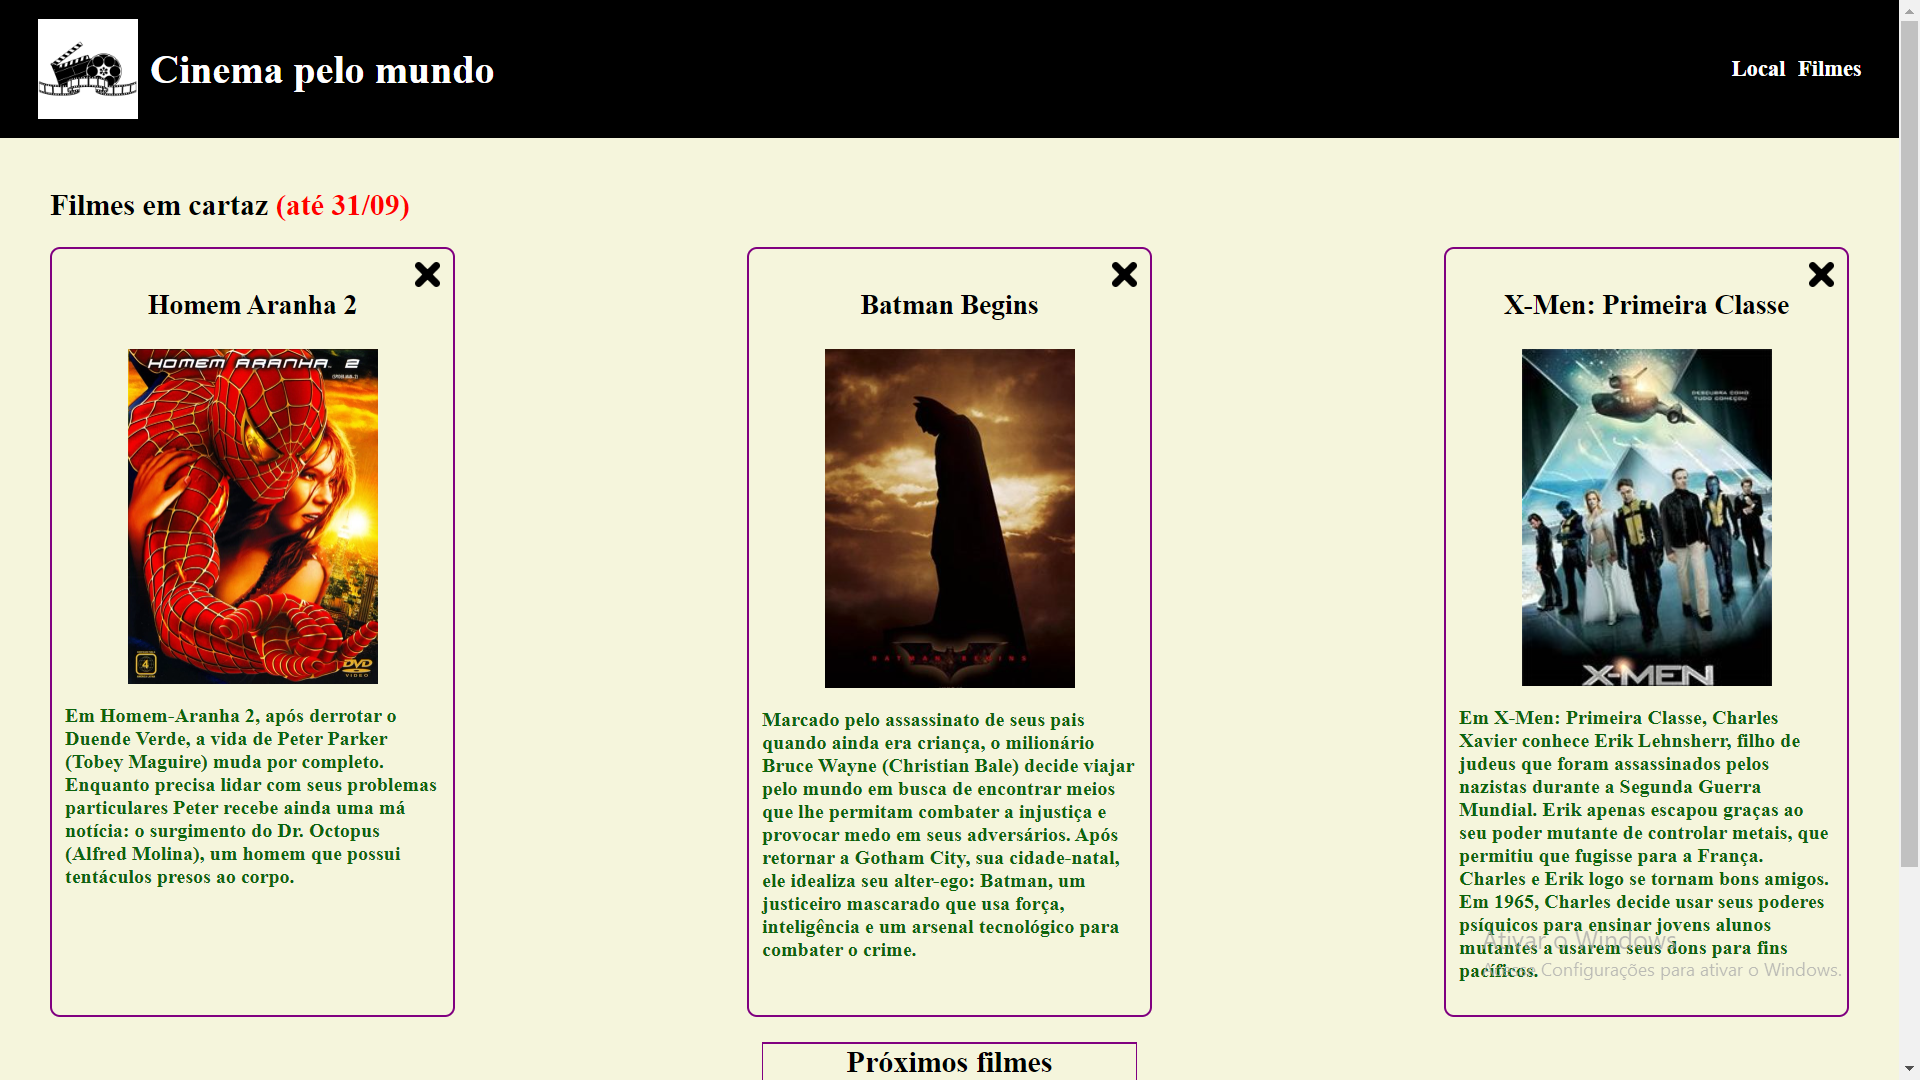 Cinema pelo mundo
Local Filmes
Filmes em cartaz (até 31/09)
Homem Aranha 2
HOMEM ARANHA 2
4
DVD
VIDEO
Em Homem-Aranha 2, após derrotar o
Duende Verde, a vida de Peter Parker
(Tobey Maguire) muda por completo.
Enquanto precisa lidar com seus problemas
particulares Peter recebe ainda uma má
notícia: o surgimento do Dr. Octopus
(Alfred Molina), um homem que possui
tentáculos presos ao corpo.
Batman Begins
BATMAN BEGINS
Marcado pelo assassinato de seus pais
quando ainda era criança, o milionário
Bruce Wayne (Christian Bale) decide viajar
pelo mundo em busca de encontrar meios
que lhe permitam combater a injustiça e
provocar medo em seus adversários. Após
retornar a Gotham City, sua cidade-natal,
ele idealiza seu alter-ego: Batman, um
justiceiro mascarado que usa força,
inteligência e um arsenal tecnológico para
combater o crime.
X-Men: Primeira Classe
DESCUBRA COMO
TUDO COMEÇOU
X-MEN
Em X-Men: Primeira Classe, Charles
Xavier conhece Erik Lehnsherr, filho de
judeus que foram assassinados pelos
nazistas durante a Segunda Guerra
Mundial. Erik apenas escapou graças ao
seu poder mutante de controlar metais, que
permitiu que fugisse para a França.
Charles e Erik logo se tornam bons amigos.
Em 1965, Charles decide usar seus poderes
psíquicos para ensinar jovens alunos
mutantes a usarem seus dons para fins
pacíficos.
Ativar o Windows
Acesse Configurações para ativar o Windows.
Próximos filmes